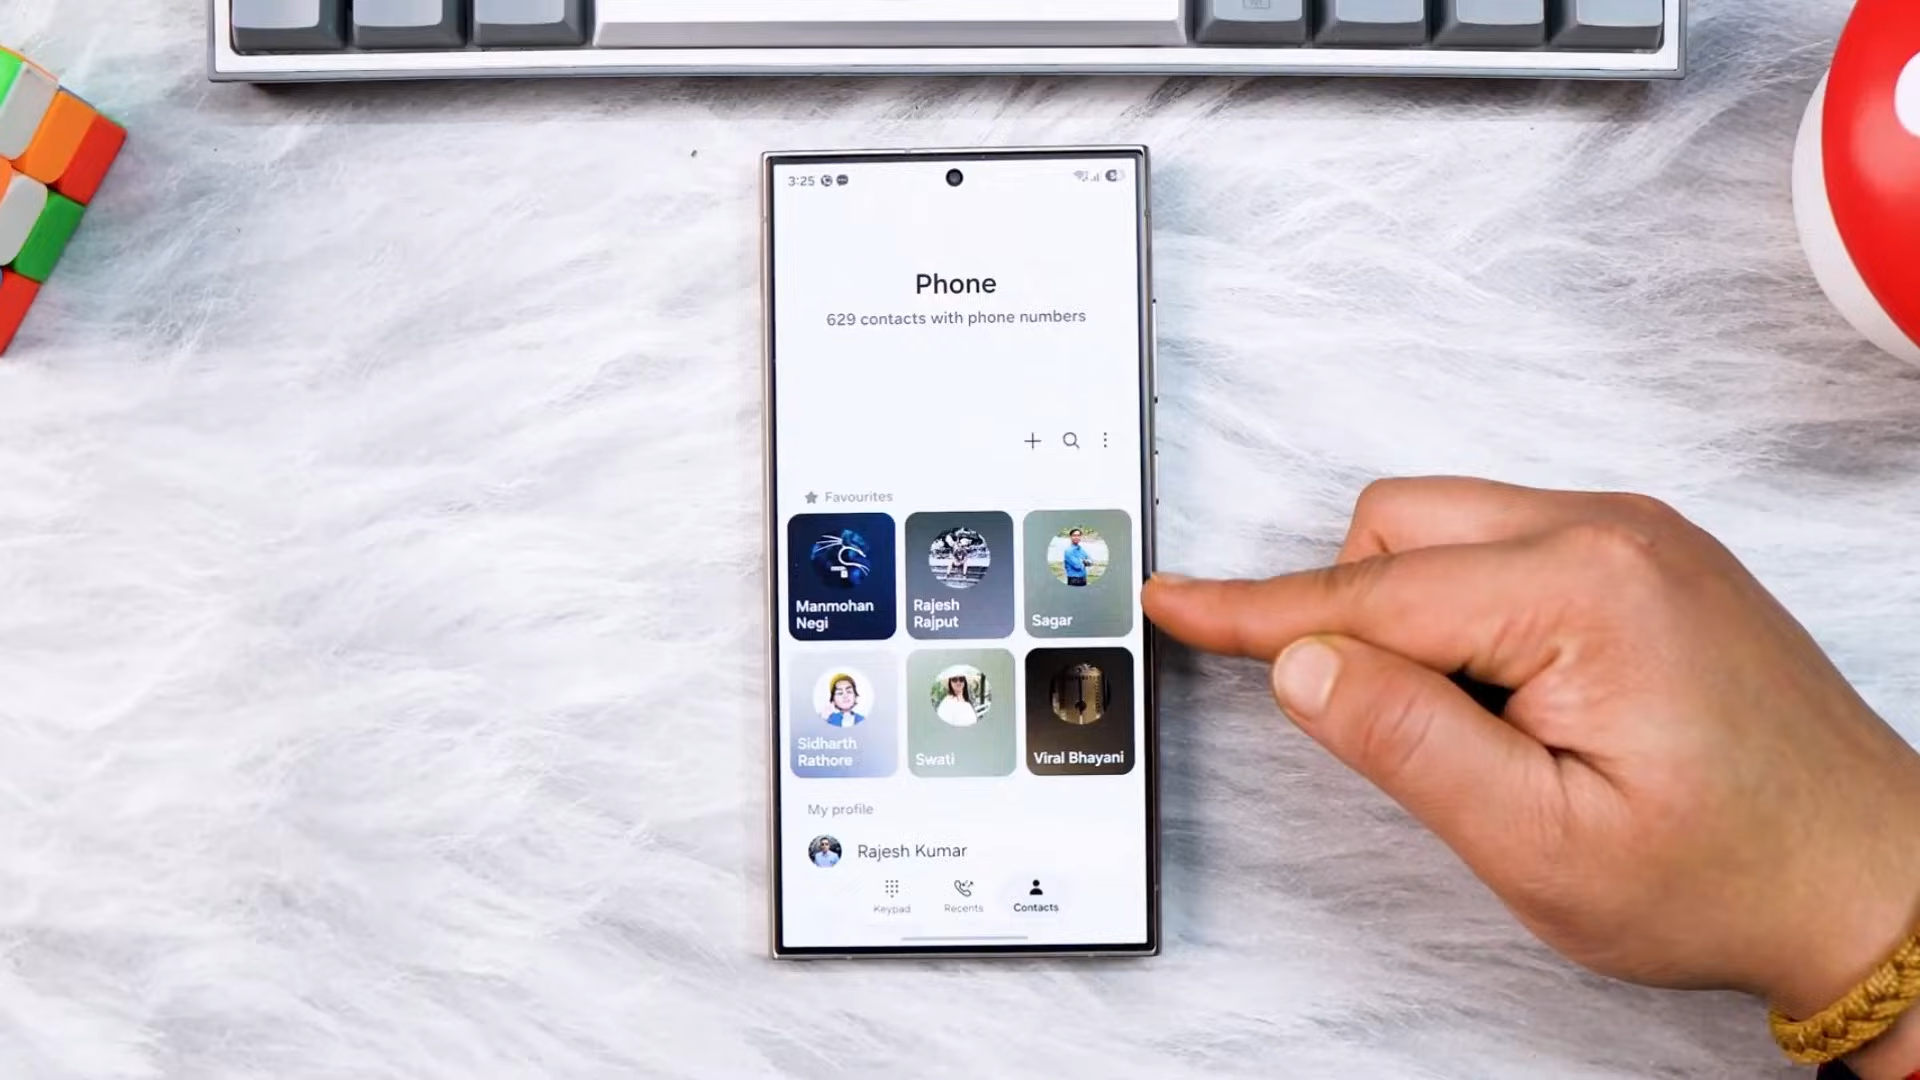 3:25
Phone
629 contacts with phone numbers
Favourites
Manmohan
Negi
Rajesh
Rajput
Sagar
Sidharth
Rathore
Swati
Viral Bhayani
My profile
Rajesh Kumar
Keypad
Recents
Contacts